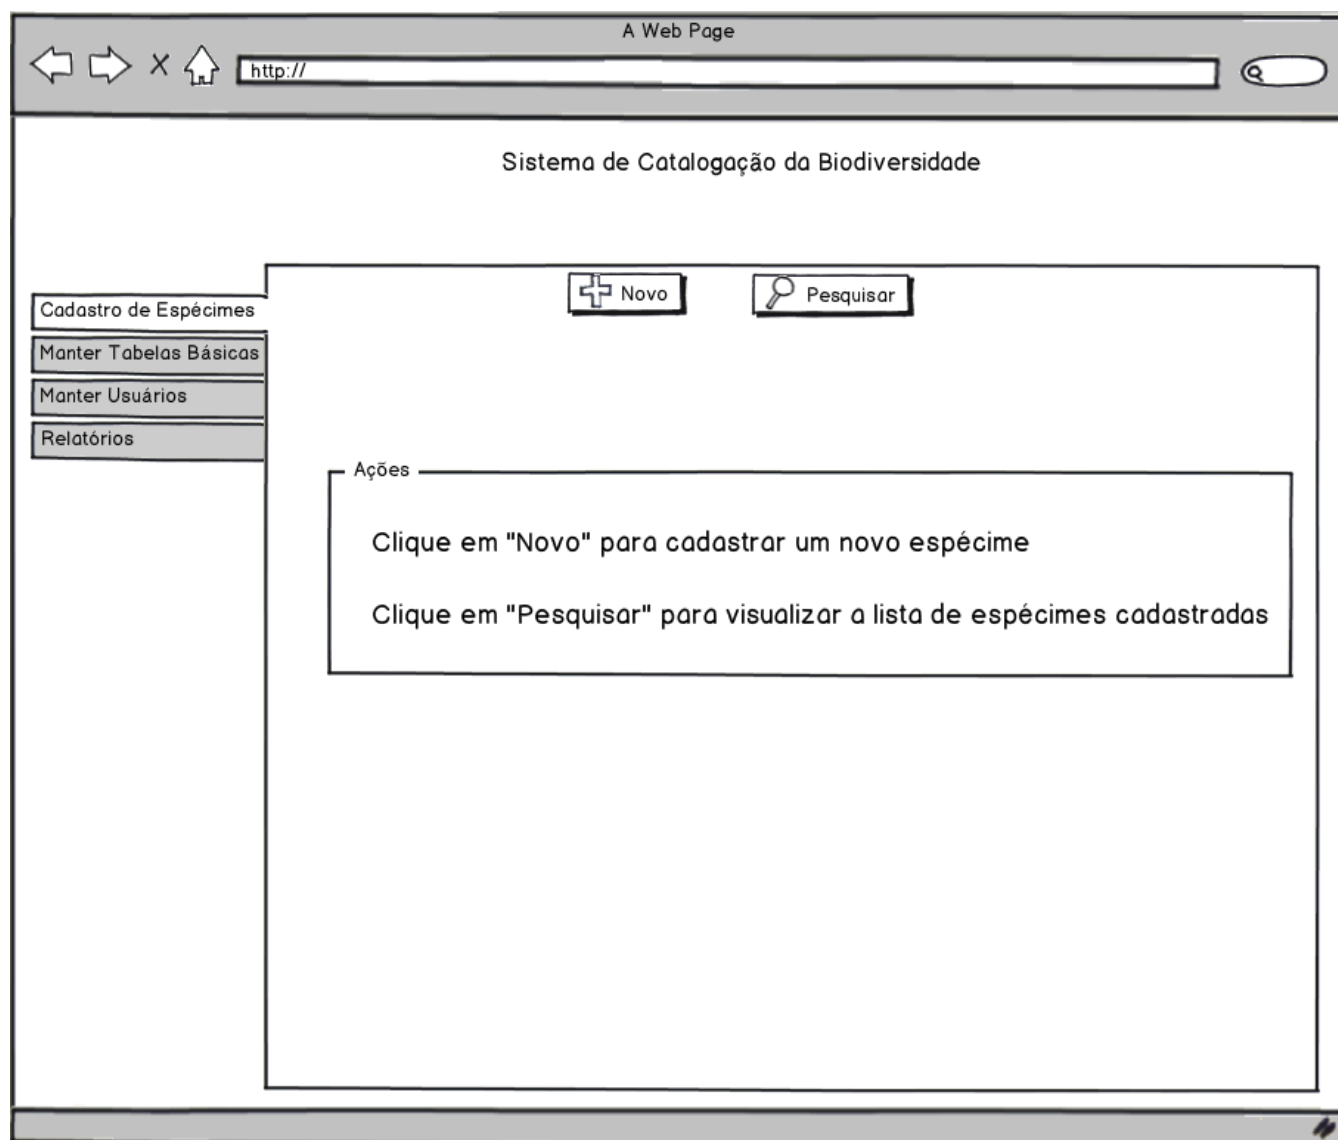 A Web Page
http://
Sistema de Catalogação da Biodiversidade
Novo
Pesquisar
Cadastro de Espécimes
Manter Tabelas Básicas
Manter Usuários
Relatórios
Ações
Clique em "Novo" para cadastrar um novo espécime
Clique em "Pesquisar" para visualizar a lista de espécimes cadastradas